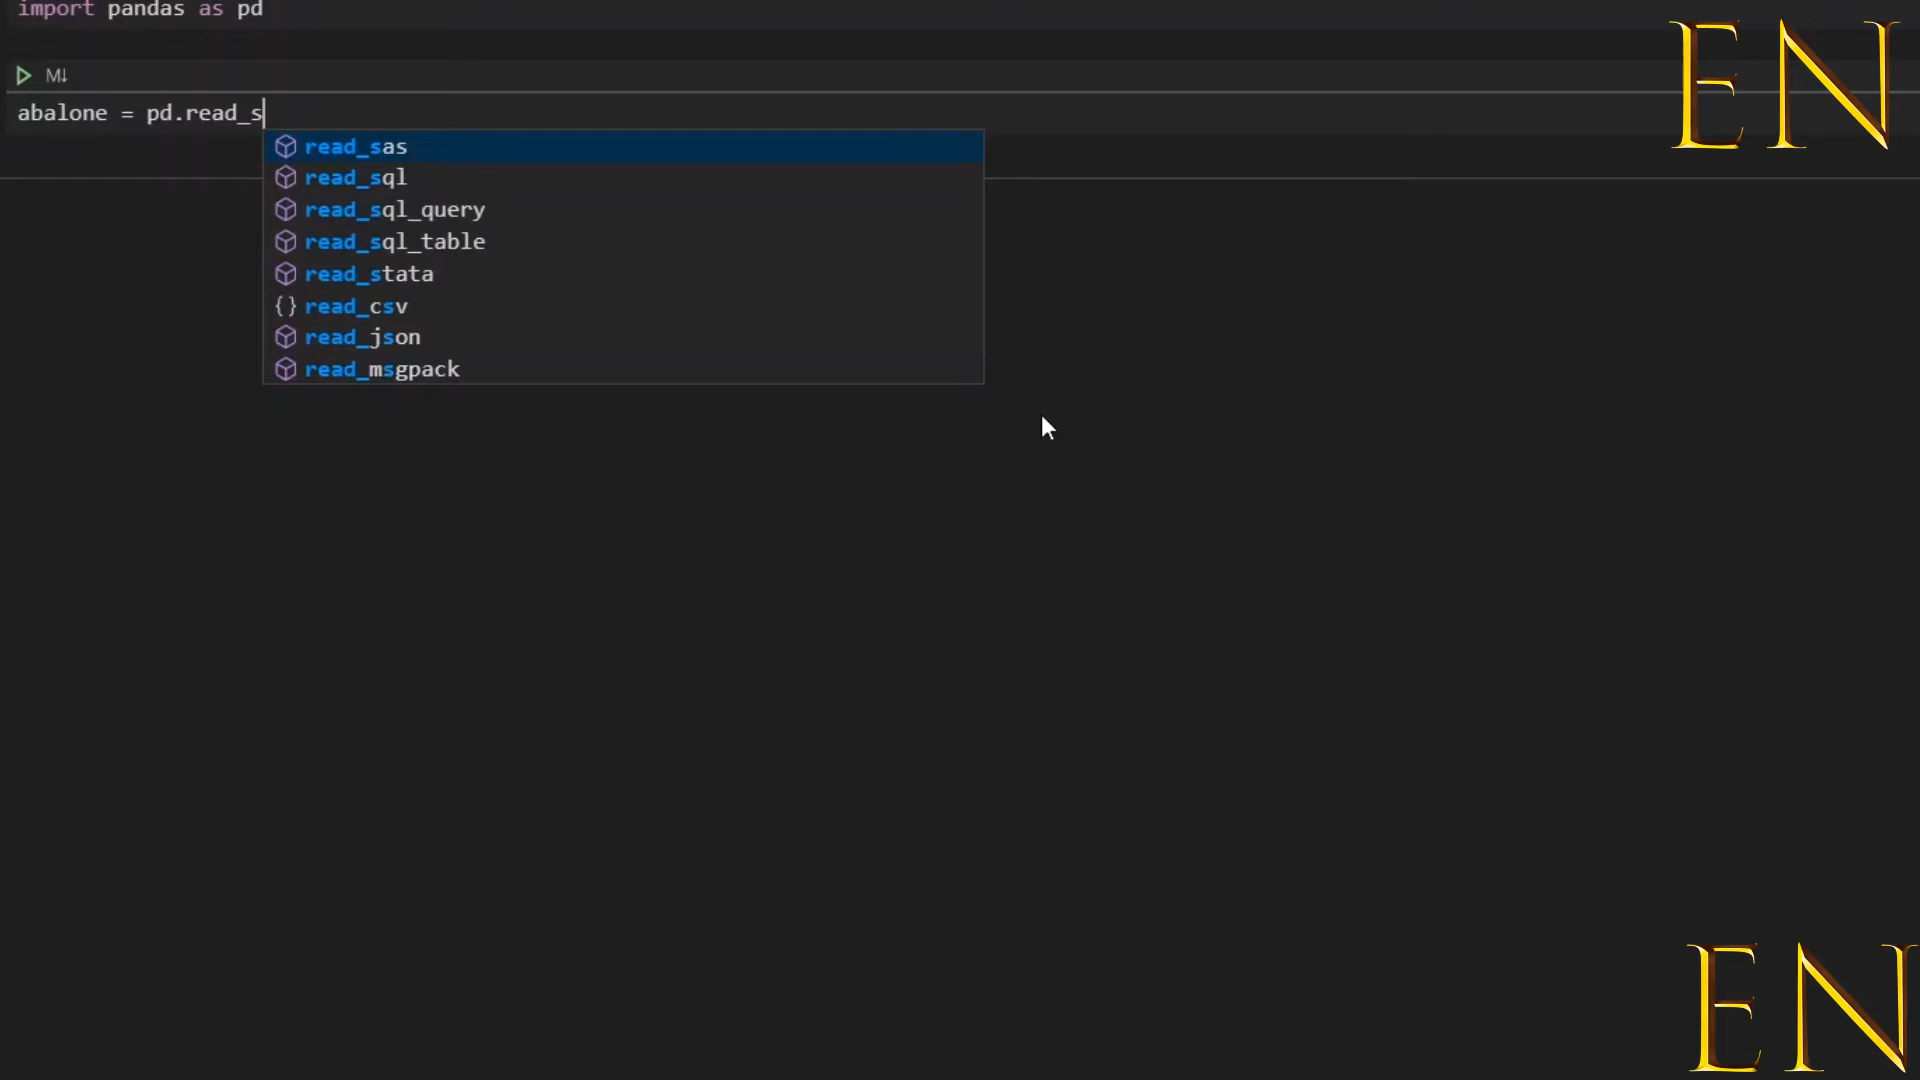 import pandas as pd
M↓
abalone = pd.read_s
read_sas
read_sql
read_sql_query
read_sql_table
read_stata
{} read_csv
read_json
read_msgpack
EN
EN